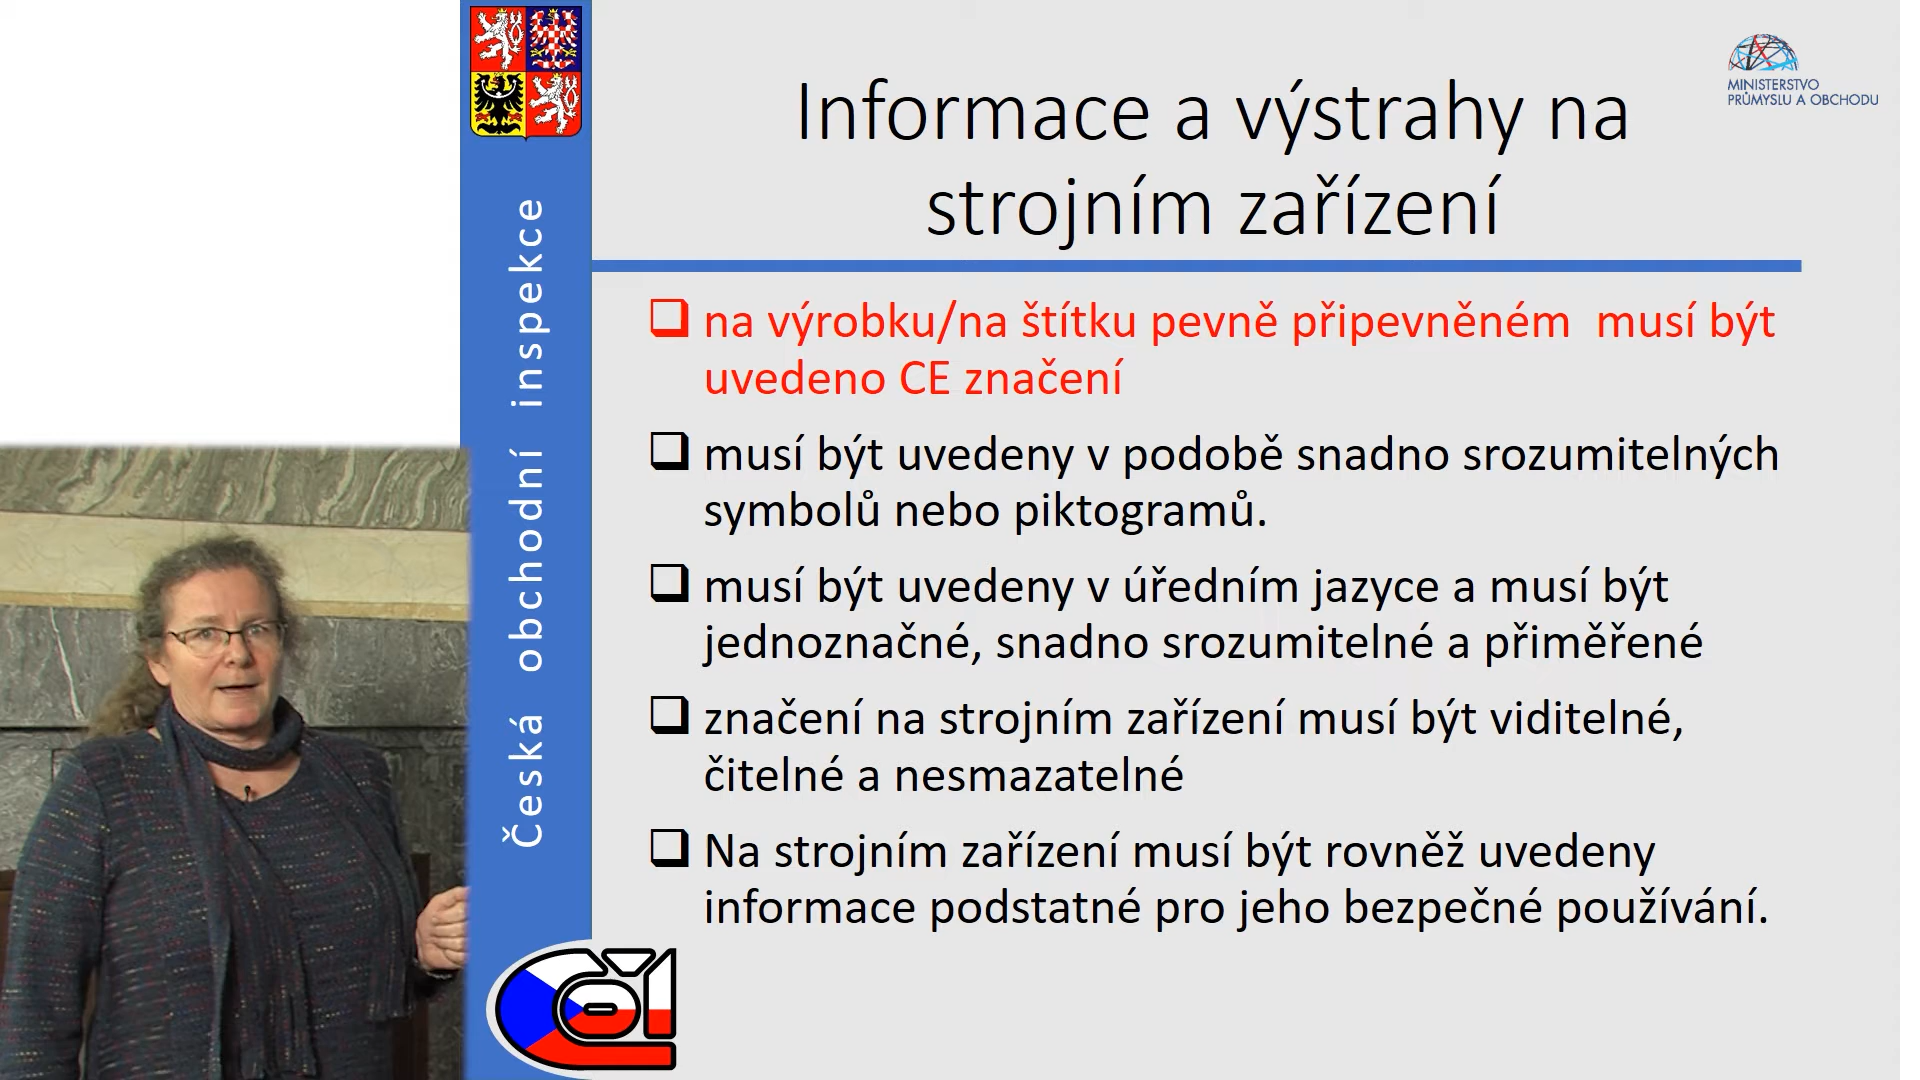 Informace a výstrahy na
strojním zařízení
MINISTERSTVO
PRŮMYSLU A OBCHODU
Česká obchodní inspekce
na výrobku/na štítku pevně připevněném musí být
uvedeno CE značení
musí být uvedeny v podobě snadno srozumitelných
symbolů nebo piktogramů.
musí být uvedeny v úředním jazyce a musí být
jednoznačné, snadno srozumitelné a přiměřené
značení na strojním zařízení musí být viditelné,
čitelné a nesmazatelné
Na strojním zařízení musí být rovněž uvedeny
informace podstatné pro jeho bezpečné používání.
ČOI